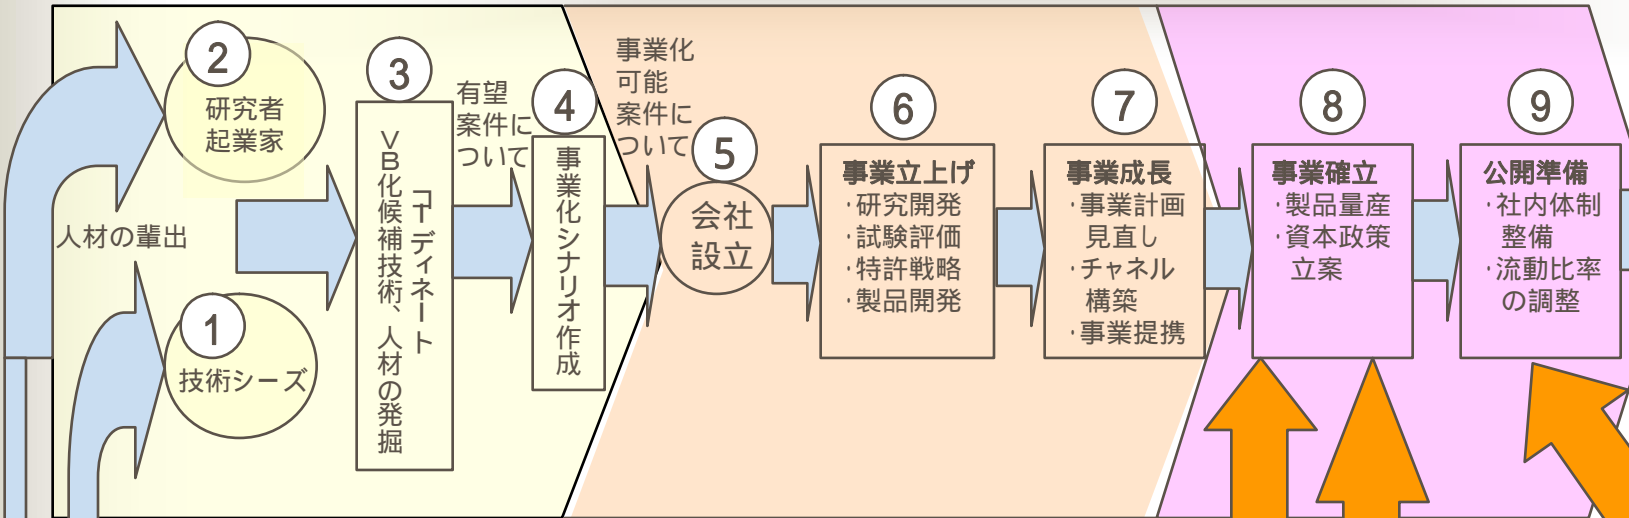 ②
研究者
起業家
人材の輩出
①
技術シーズ
③
ＶＢ化候補技術、人材の発掘
コーディネート
有望
案件に
ついて
④
事業化シナリオ作成
事業化
可能
案件に
ついて
⑤
会社
設立
⑥
事業立上げ
・研究開発
・試験評価
・特許戦略
・製品開発
⑦
事業成長
・事業計画
見直し
・チャネル
構築
・事業提携
⑧
事業確立
・製品量産
・資本政策
立案
⑨
公開準備
・社内体制
整備
・流動比率
の調整